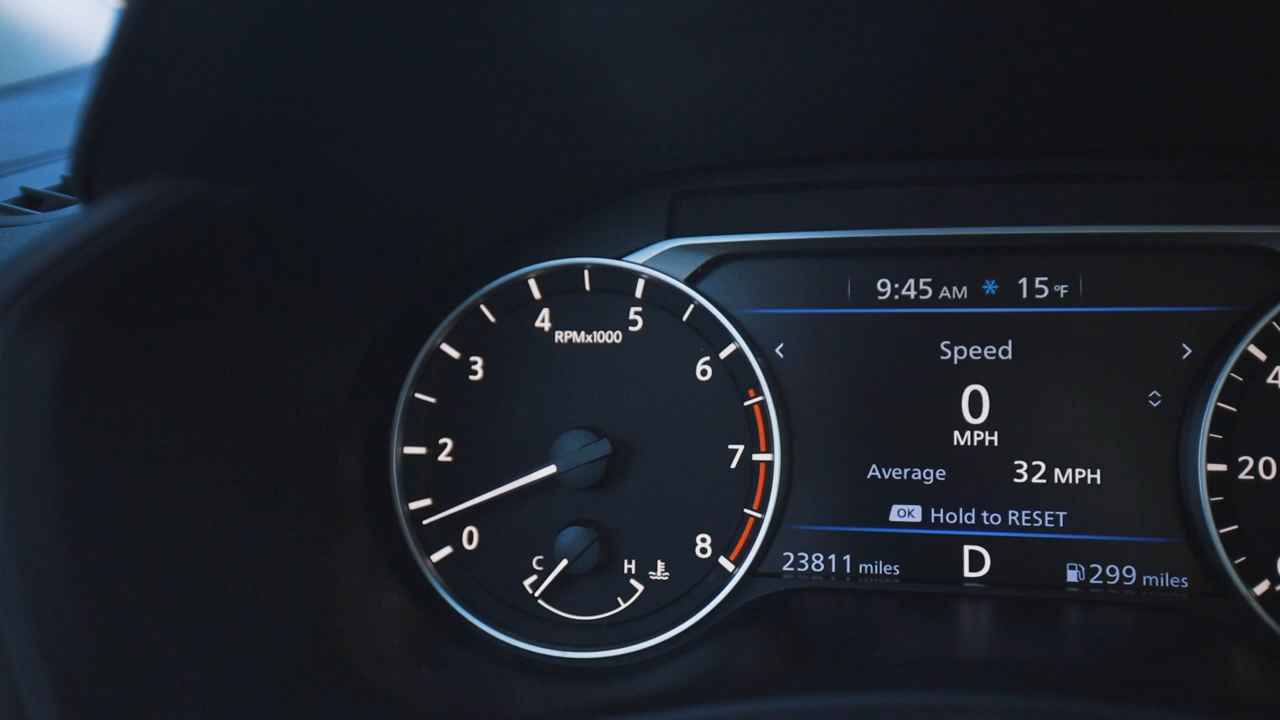 9:45 AM * 15°F
< Speed >
0
MPH
Average 32 MPH
OK Hold to RESET
23811 miles D 299 miles
4 5
RPMx1000
3 6
2 7
0 8
C H
20